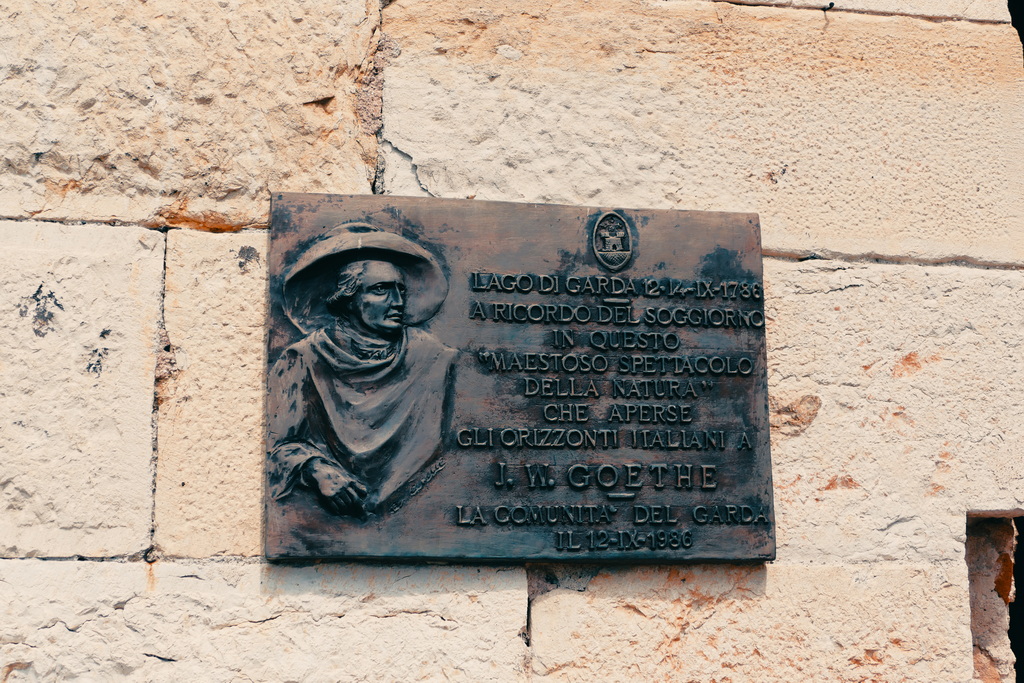 LAGO DI GARDA 12-14-IX-1786
A RICORDO DEL SOGGIORNO
IN QUESTO
"MAESTOSO SPETTACOLO
DELLA NATURA"
CHE APERSE
GLI ORIZZONTI ITALIANI A
J. W. GOETHE
LA COMUNITA' DEL GARDA
IL 12-IX-1986